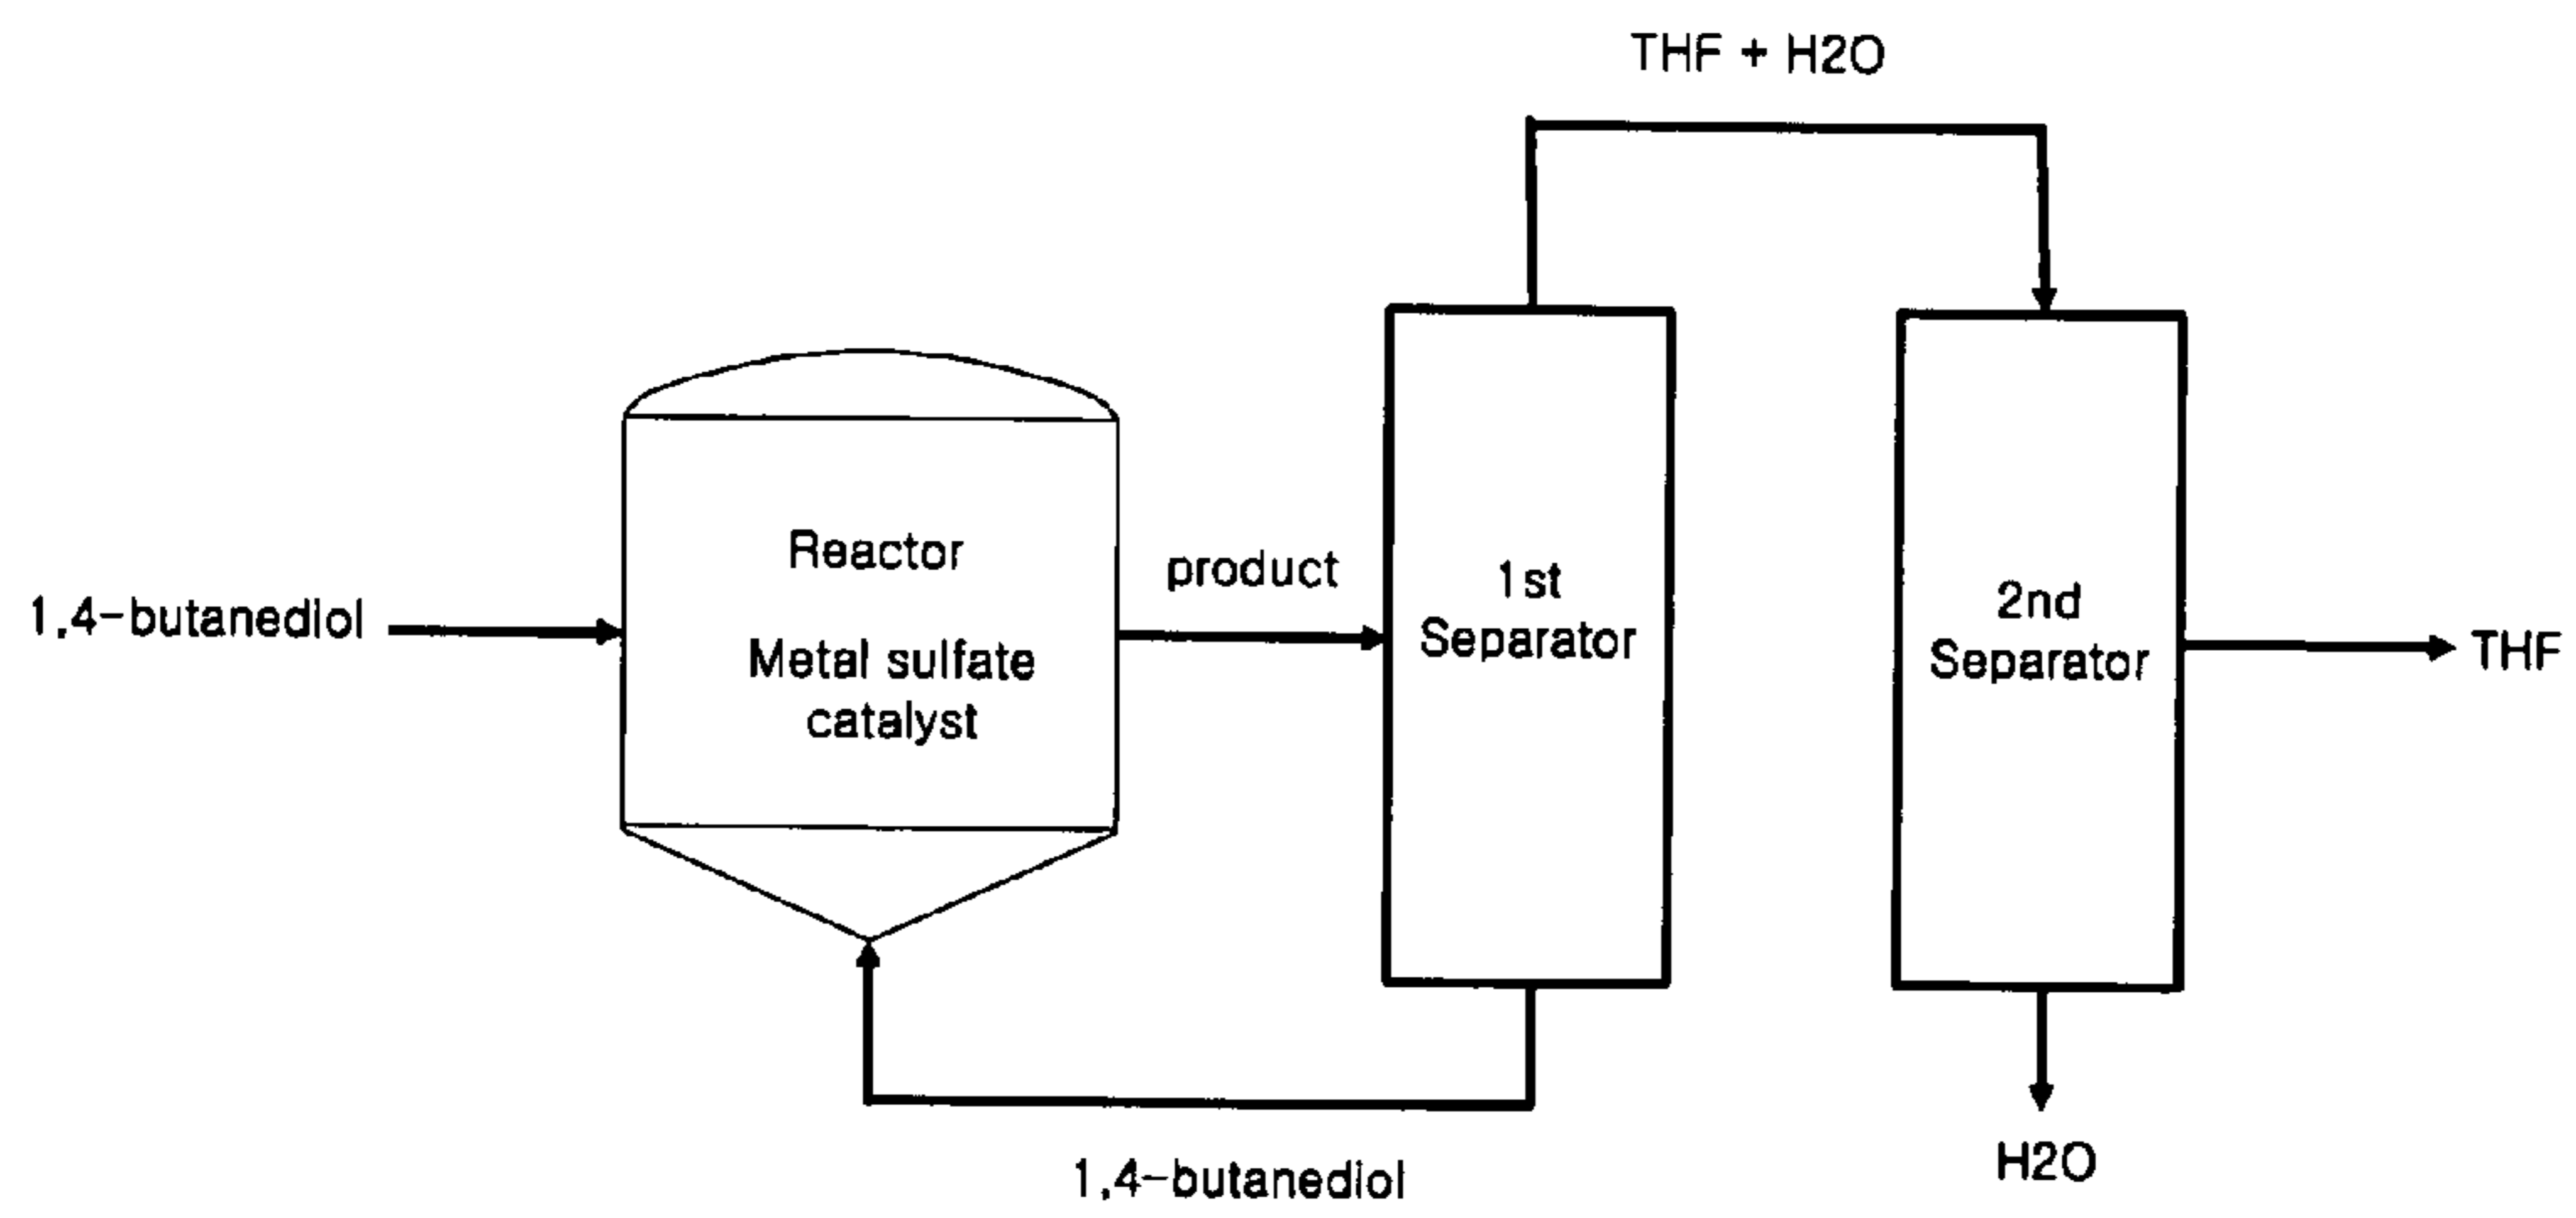 THF + H2O
1,4-butanediol
Reactor
Metal sulfate
catalyst
product
1st
Separator
2nd
Separator
THF
1,4-butanediol
H2O